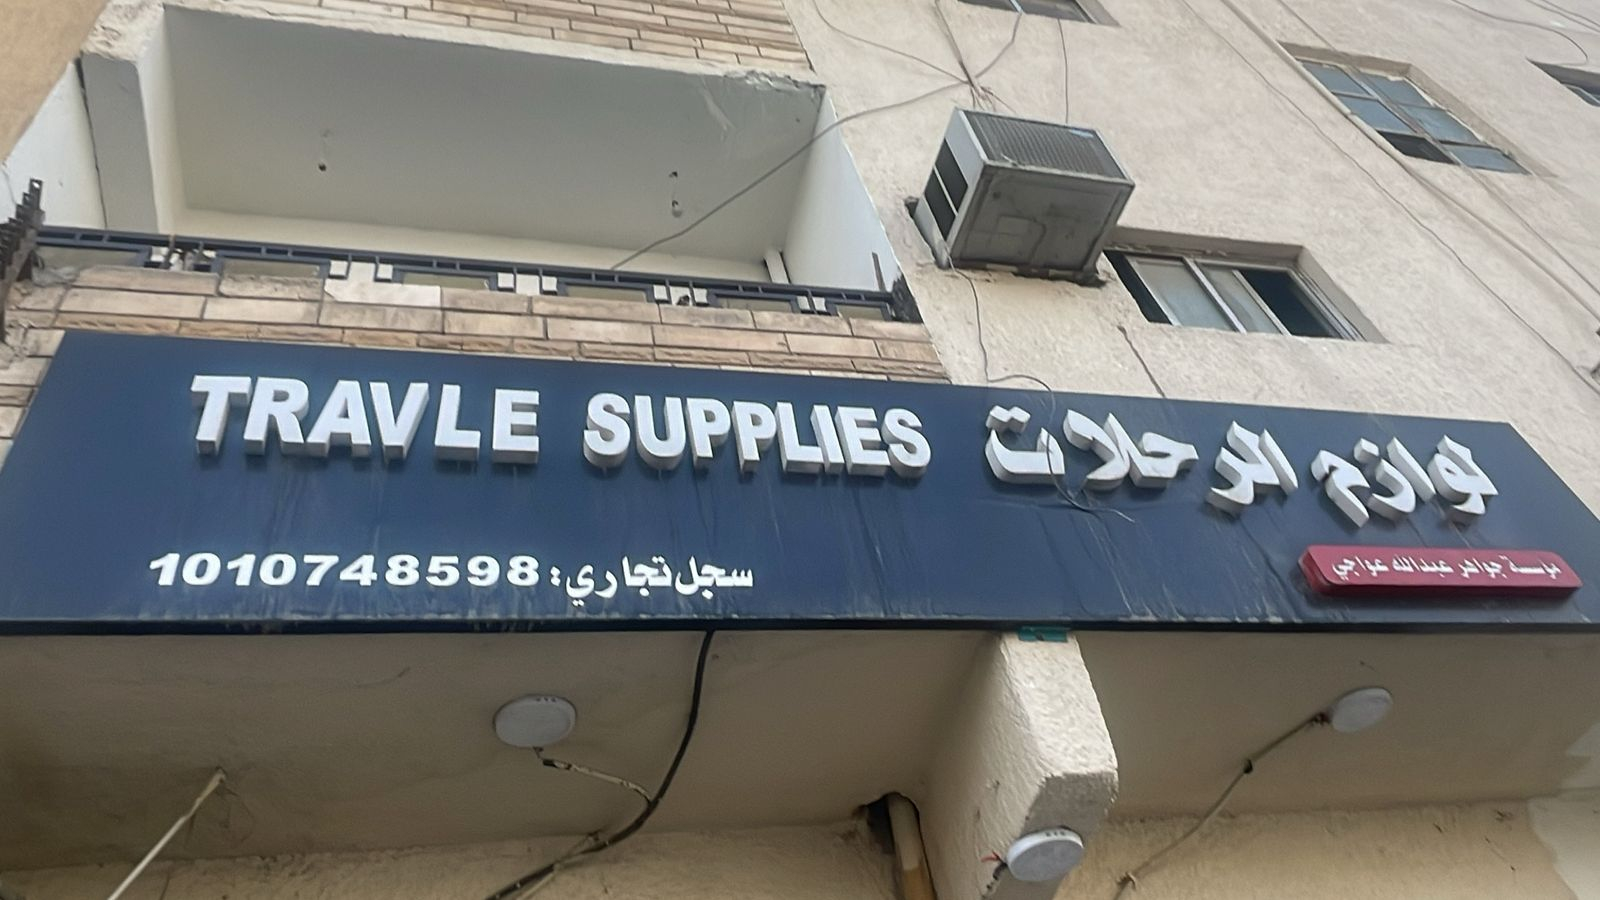 TRAVLE SUPPLIES
لوازم الرحلات
سجل تجاري: 1010748598
مؤسسة جواهر عبدالله عواجي